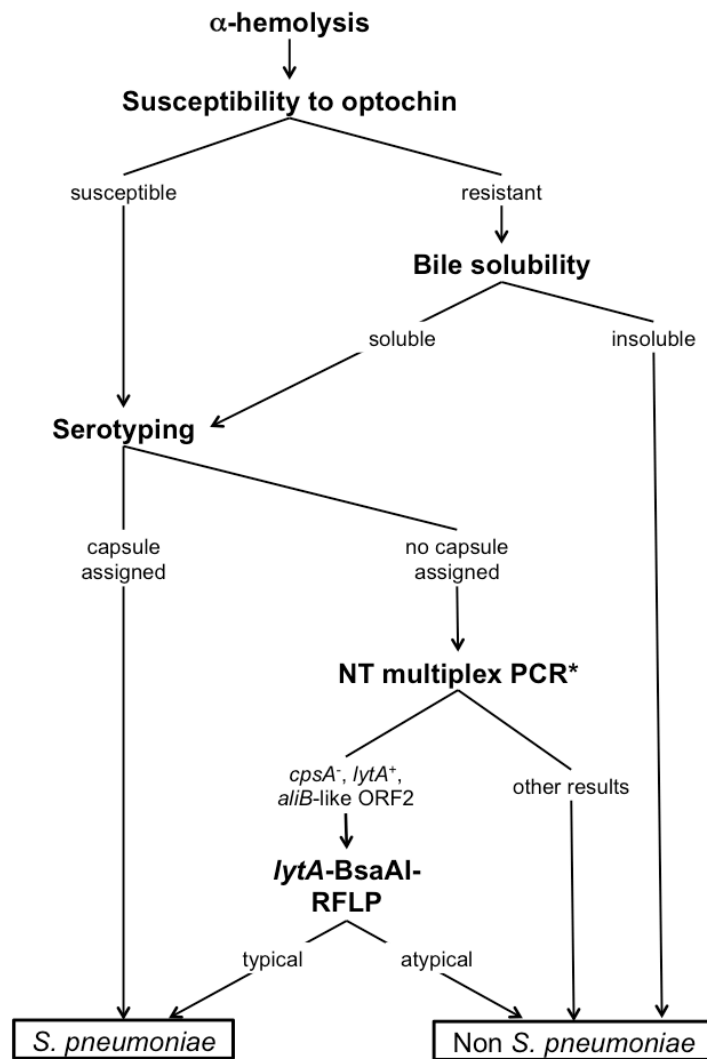 α-hemolysis
Susceptibility to optochin
susceptible
resistant
Bile solubility
soluble
insoluble
Serotyping
capsule
assigned
no capsule
assigned
NT multiplex PCR*
cpsA⁻, lytA⁺,
aliB-like ORF2
other results
lytA-BsaAI-
RFLP
typical
atypical
S. pneumoniae
Non S. pneumoniae